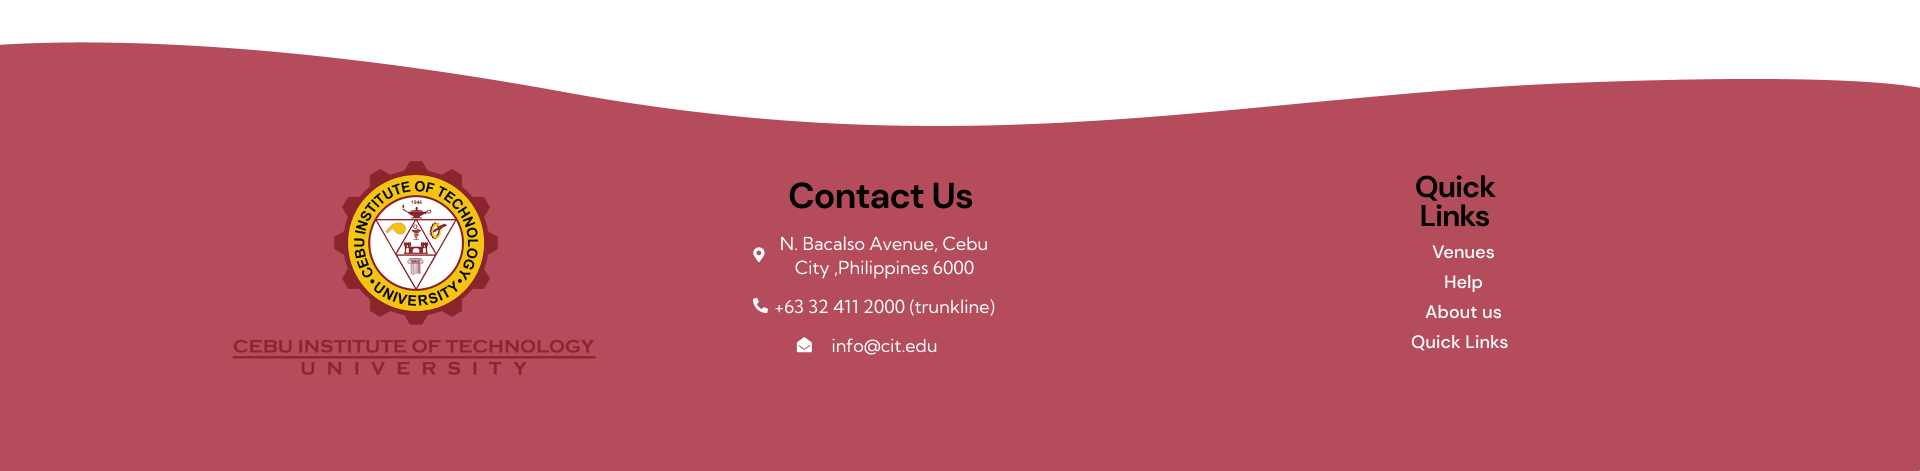 CEBU INSTITUTE OF TECHNOLOGY
UNIVERSITY
1946
CEBU INSTITUTE OF TECHNOLOGY
UNIVERSITY
Contact Us
N. Bacalso Avenue, Cebu
City ,Philippines 6000
+63 32 411 2000 (trunkline)
info@cit.edu
Quick
Links
Venues
Help
About us
Quick Links